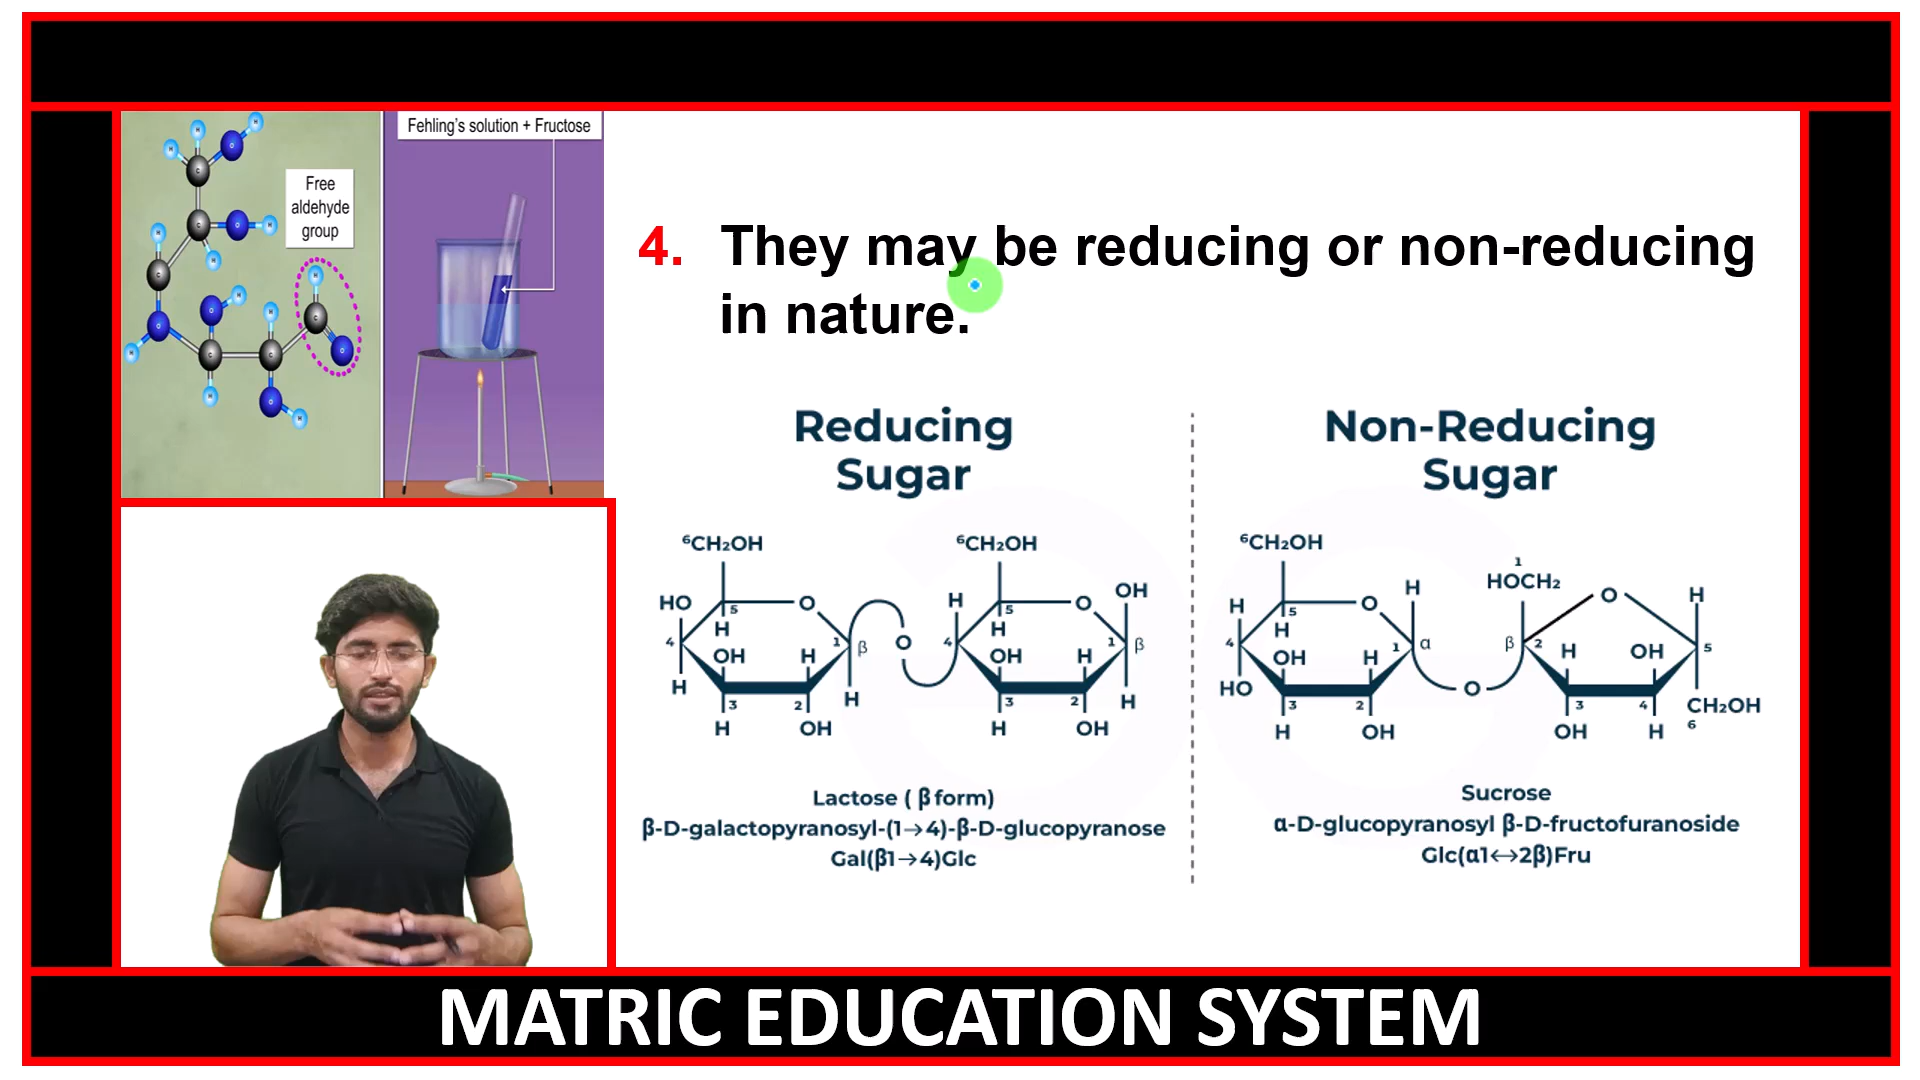 Fehling's solution + Fructose
Free
aldehyde
group
4. They may be reducing or non-reducing
in nature.
Reducing
Sugar
Non-Reducing
Sugar
⁶CH₂OH
⁶CH₂OH
HO
5
O
H
4
OH
H
1
β
H
3
2
H
H
OH
O
H
5
O
OH
H
4
OH
H
1
β
3
2
H
H
OH
⁶CH₂OH
H
5
O
H
H
4
OH
H
1
α
HO
3
2
H
OH
O
1
HOCH₂
O
H
β
2
H
OH
5
3
4
CH₂OH
6
OH
H
Lactose ( β form)
β-D-galactopyranosyl-(1→4)-β-D-glucopyranose
Gal(β1→4)Glc
Sucrose
α-D-glucopyranosyl β-D-fructofuranoside
Glc(α1↔2β)Fru
MATRIC EDUCATION SYSTEM